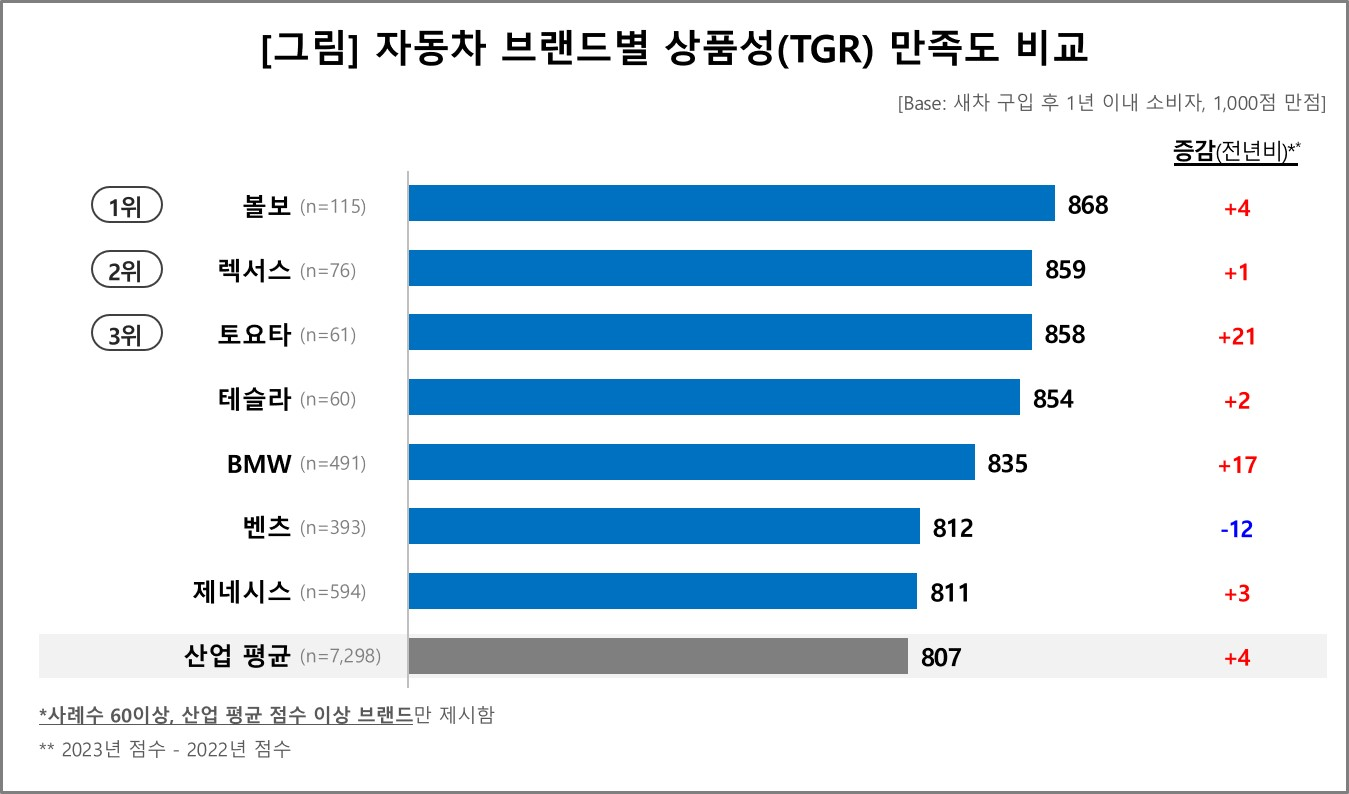 [그림] 자동차 브랜드별 상품성(TGR) 만족도 비교
[Base: 새차 구입 후 1년 이내 소비자, 1,000점 만점]
증감(전년비)**
1위 볼보 (n=115) 868 +4
2위 렉서스 (n=76) 859 +1
3위 토요타 (n=61) 858 +21
테슬라 (n=60) 854 +2
BMW (n=491) 835 +17
벤츠 (n=393) 812 -12
제네시스 (n=594) 811 +3
산업 평균 (n=7,298) 807 +4
*사례수 60이상, 산업 평균 점수 이상 브랜드만 제시함
** 2023년 점수 - 2022년 점수